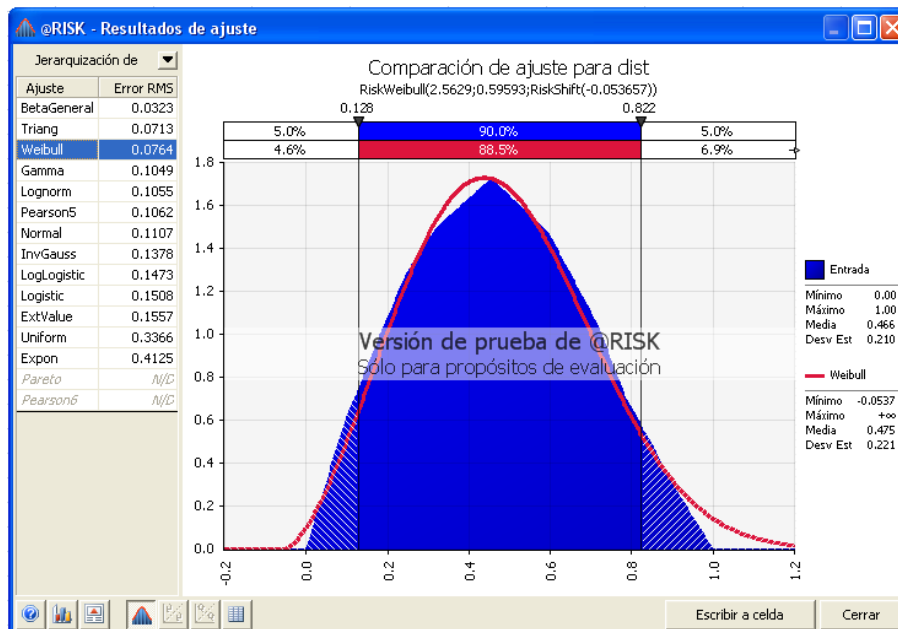 @RISK - Resultados de ajuste
Jerarquización de
Ajuste Error RMS
BetaGeneral 0.0323
Triang 0.0713
Weibull 0.0764
Gamma 0.1049
Lognorm 0.1055
Pearson5 0.1062
Normal 0.1107
InvGauss 0.1378
LogLogistic 0.1473
Logistic 0.1508
ExtValue 0.1557
Uniform 0.3366
Expon 0.4125
Pareto N/D
Pearson6 N/D
Comparación de ajuste para dist
RiskWeibull(2.5629;0.59593;RiskShift(-0.053657))
0.128 0.822
5.0% 90.0% 5.0%
4.6% 88.5% 6.9%
1.8
1.6
1.4
1.2
1.0
0.8
0.6
0.4
0.2
0.0
-0.2 0.0 0.2 0.4 0.6 0.8 1.0 1.2
Versión de prueba de @RISK
Sólo para propósitos de evaluación
Entrada
Mínimo 0.00
Máximo 1.00
Media 0.466
Desv Est 0.210
Weibull
Mínimo -0.0537
Máximo +∞
Media 0.475
Desv Est 0.221
Escribir a celda Cerrar